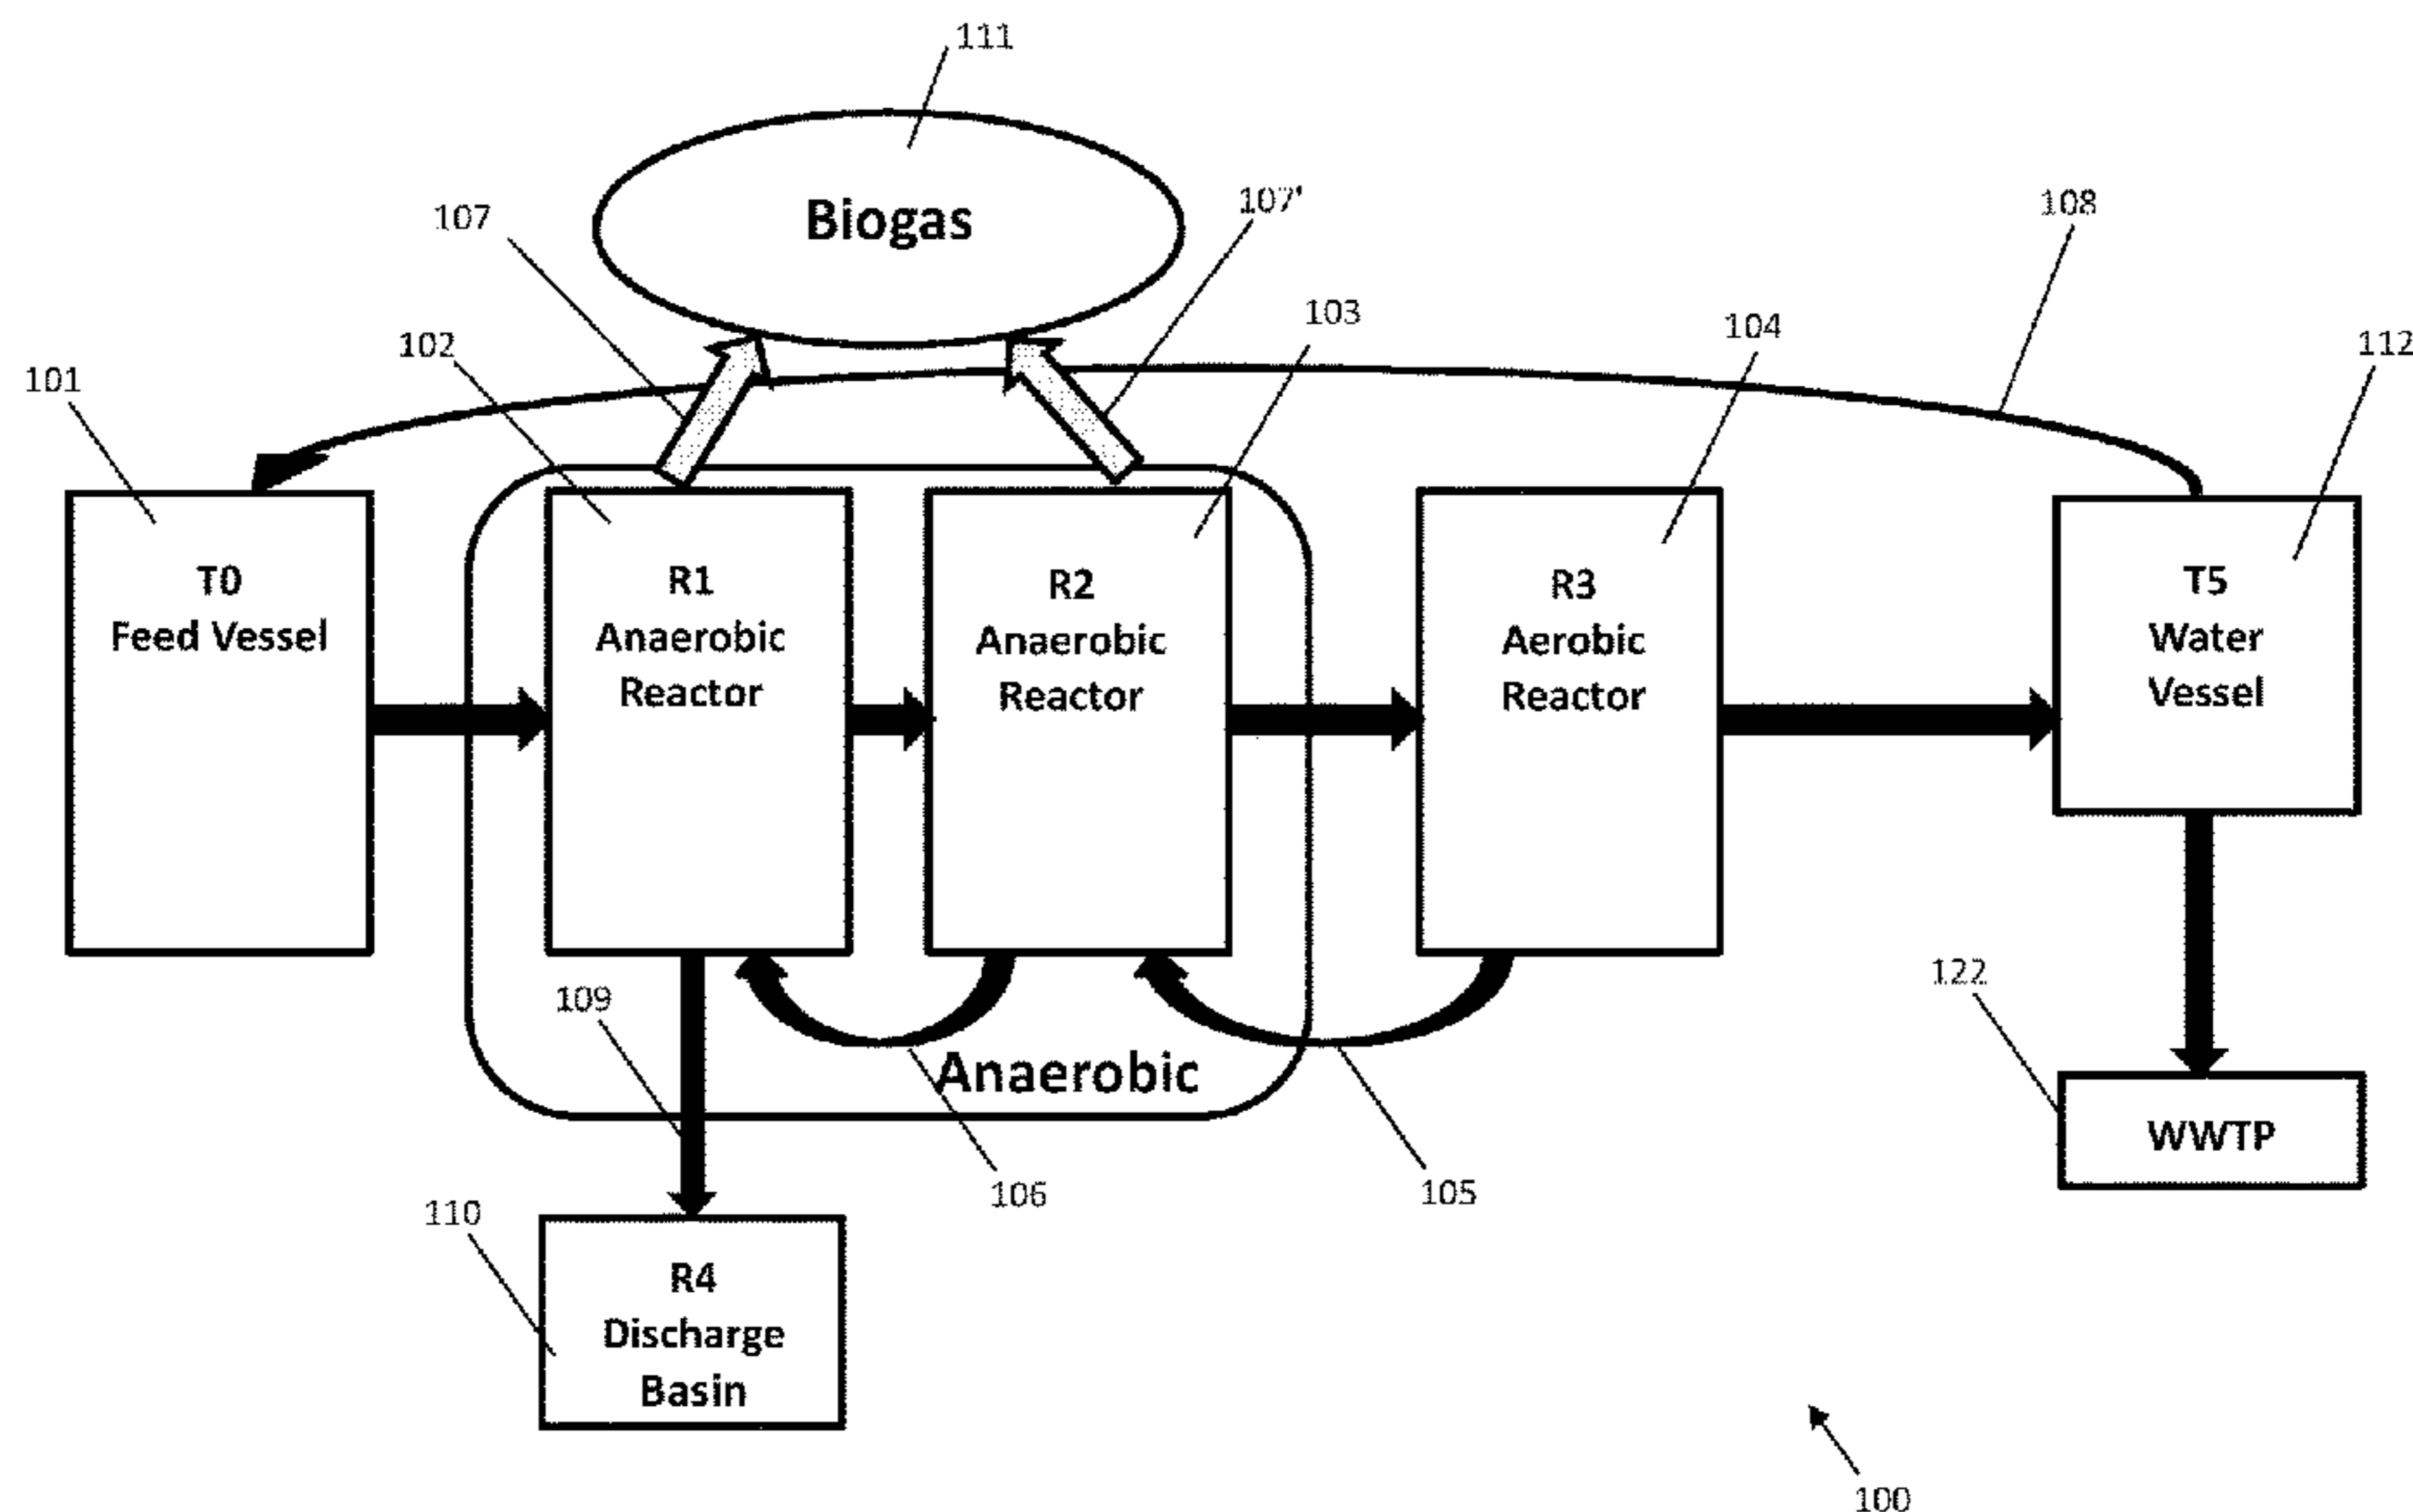 111
Biogas
107
107'
108
102
103
104
112
101
T0
Feed Vessel
R1
Anaerobic
Reactor
R2
Anaerobic
Reactor
R3
Aerobic
Reactor
T5
Water
Vessel
109
Anaerobic
122
WWTP
106
105
110
R4
Discharge
Basin
100